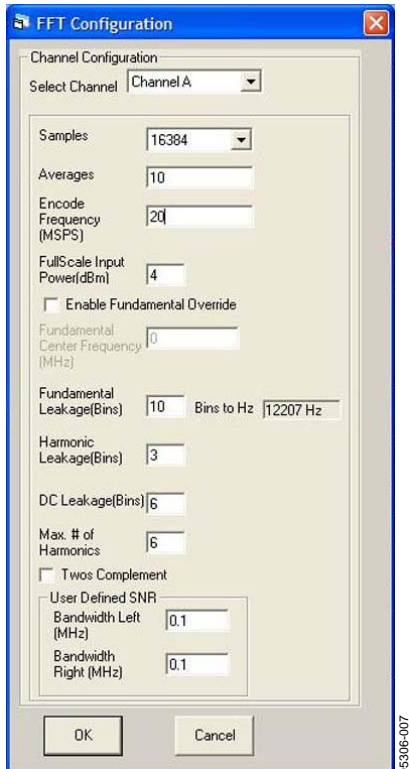 FFT Configuration
Channel Configuration
Select Channel Channel A
Samples 16384
Averages 10
Encode
Frequency
(MSPS) 20
FullScale Input
Power(dBm) 4
Enable Fundamental Override
Fundamental
Center Frequency
(MHz) 0
Fundamental
Leakage(Bins) 10 Bins to Hz 12207 Hz
Harmonic
Leakage(Bins) 3
DC Leakage(Bins) 6
Max. # of
Harmonics 6
Twos Complement
User Defined SNR
Bandwidth Left
(MHz) 0.1
Bandwidth
Right (MHz) 0.1
OK Cancel
5306-007